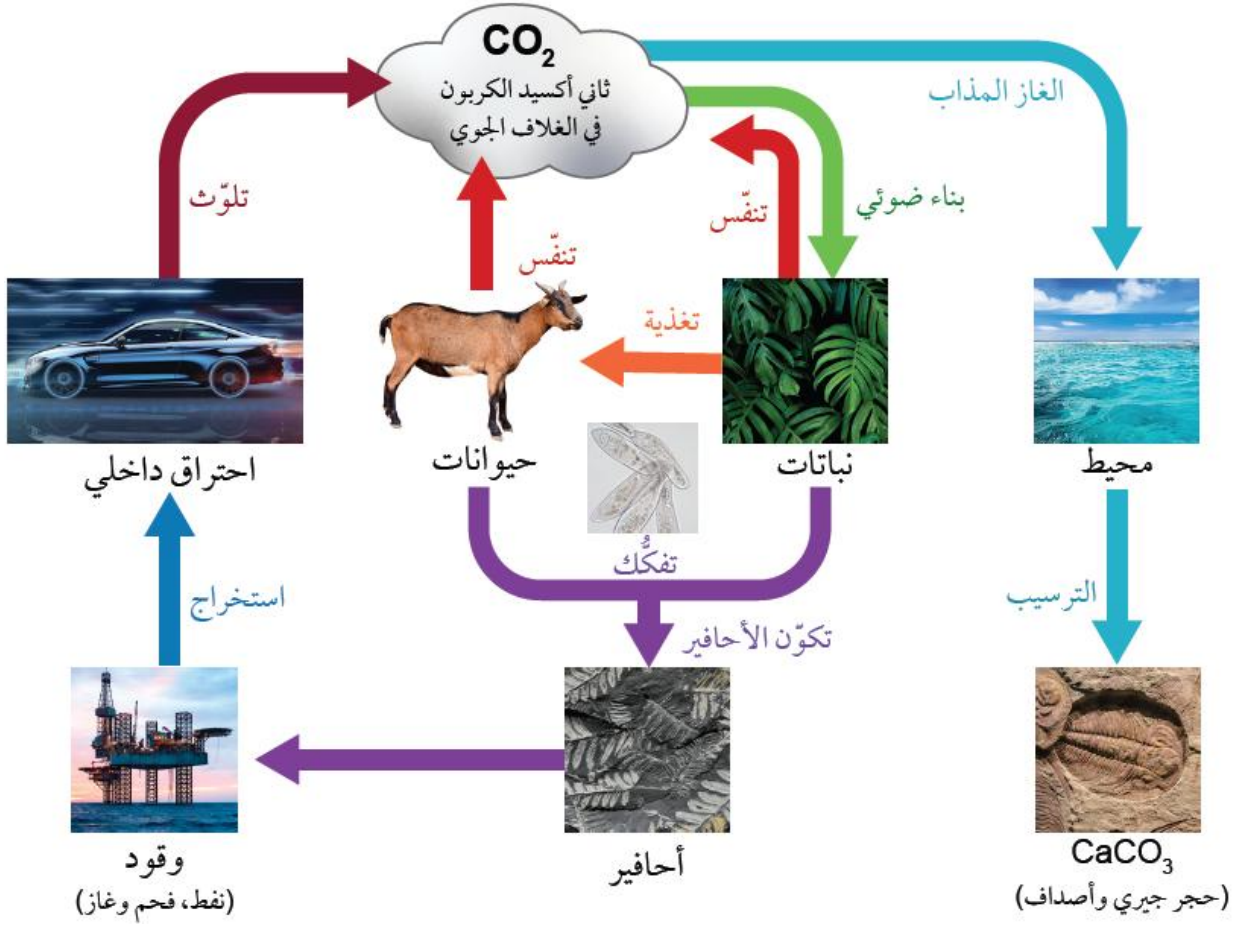 CO₂
ثاني أكسيد الكربون
في الغلاف الجوي
الغاز المذاب
بناء ضوئي
تنفّس
تلوّث
تنفّس
تغذية
محيط
نباتات
حيوانات
احتراق داخلي
تفكُّك
الترسيب
استخراج
تكوّن الأحافير
CaCO₃
(حجر جيري وأصداف)
أحافير
وقود
(نفط، فحم وغاز)